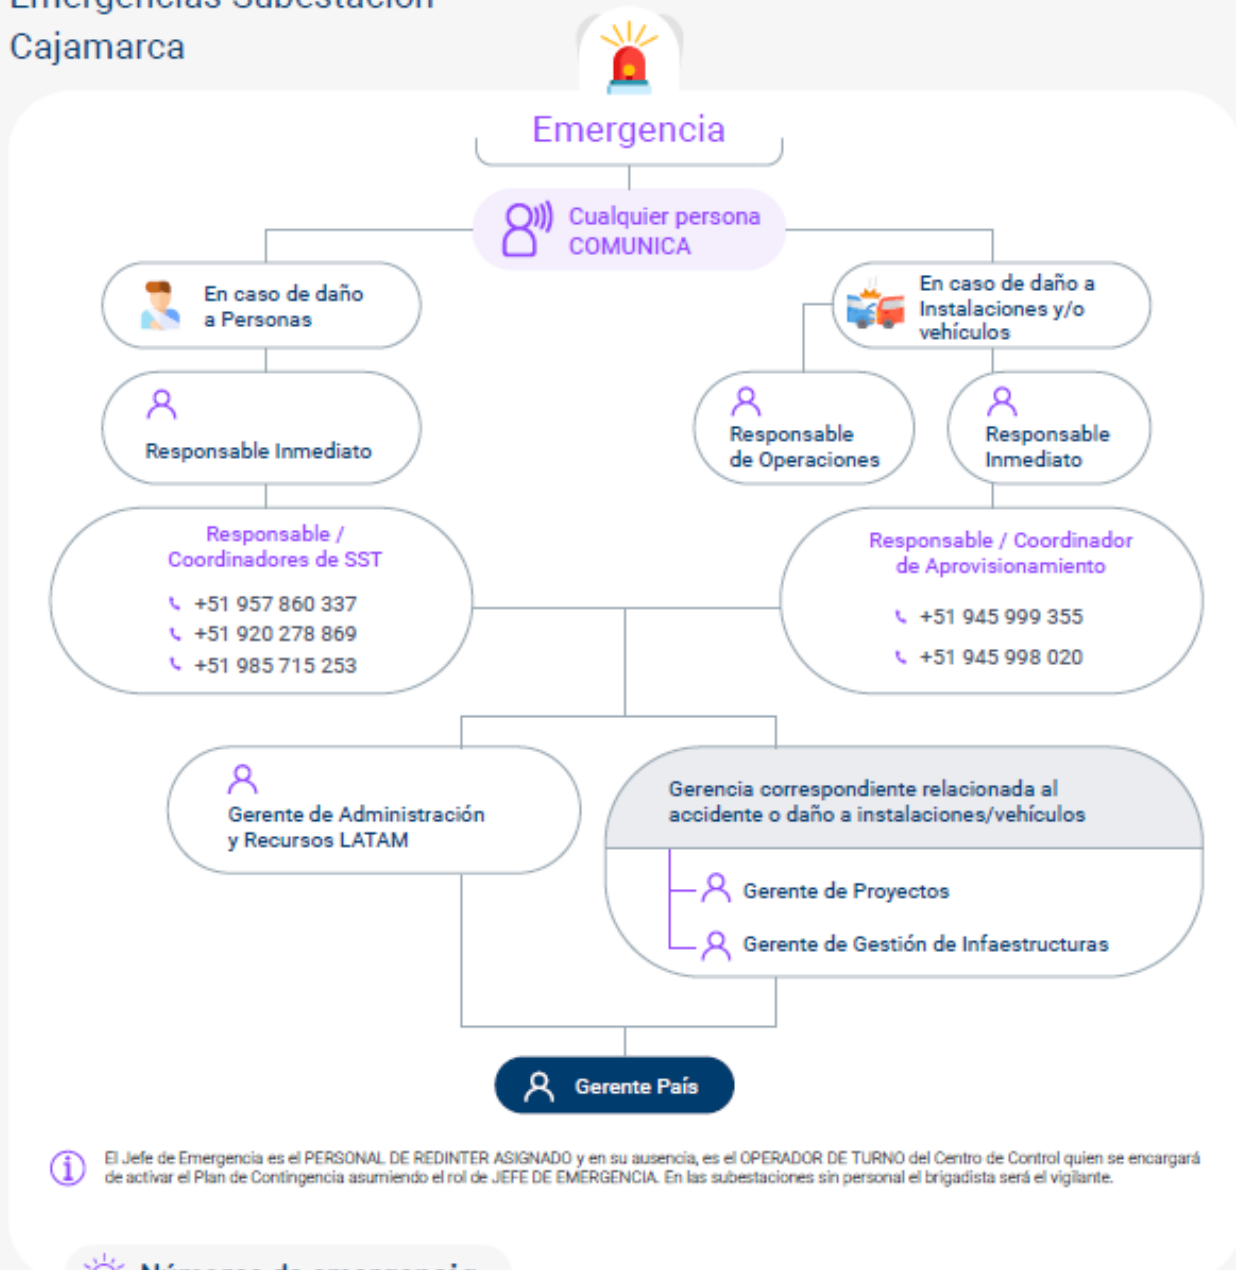 Emergencias Subestación
Cajamarca
Emergencia
Cualquier persona
COMUNICA
En caso de daño
a Personas
En caso de daño a
Instalaciones y/o
vehículos
Responsable Inmediato
Responsable
de Operaciones
Responsable
Inmediato
Responsable /
Coordinadores de SST
+51 957 860 337
+51 920 278 869
+51 985 715 253
Responsable / Coordinador
de Aprovisionamiento
+51 945 999 355
+51 945 998 020
Gerente de Administración
y Recursos LATAM
Gerencia correspondiente relacionada al
accidente o daño a instalaciones/vehículos
Gerente de Proyectos
Gerente de Gestión de Infaestructuras
Gerente País
El Jefe de Emergencia es el PERSONAL DE REDINTER ASIGNADO y en su ausencia, es el OPERADOR DE TURNO del Centro de Control quien se encargará
de activar el Plan de Contingencia asumiendo el rol de JEFE DE EMERGENCIA. En las subestaciones sin personal el brigadista será el vigilante.
Números de emergencia